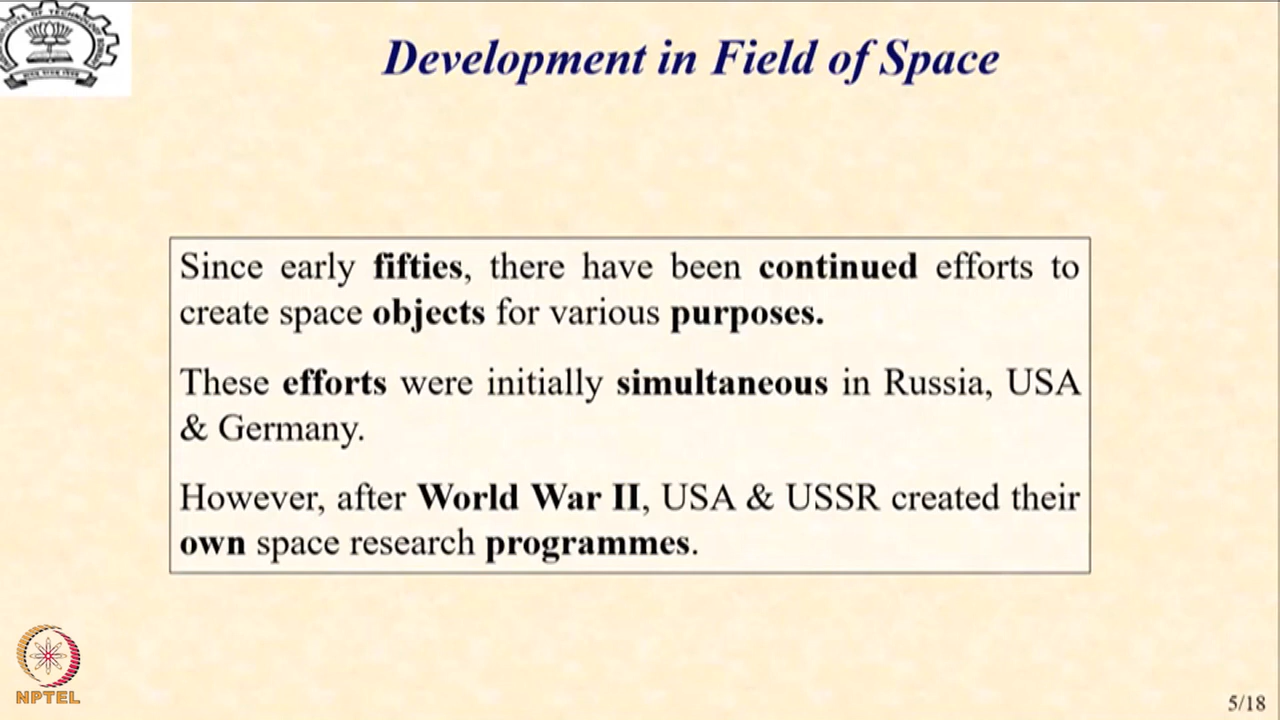 Development in Field of Space
Since early fifties, there have been continued efforts to
create space objects for various purposes.
These efforts were initially simultaneous in Russia, USA
& Germany.
However, after World War II, USA & USSR created their
own space research programmes.
NPTEL
5/18